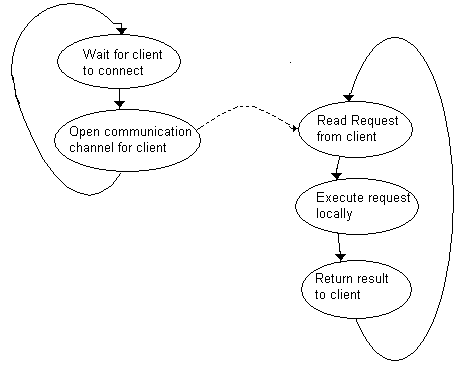 Wait for client
to connect
Open communication
channel for client
Read Request
from client
Execute request
locally
Return result
to client